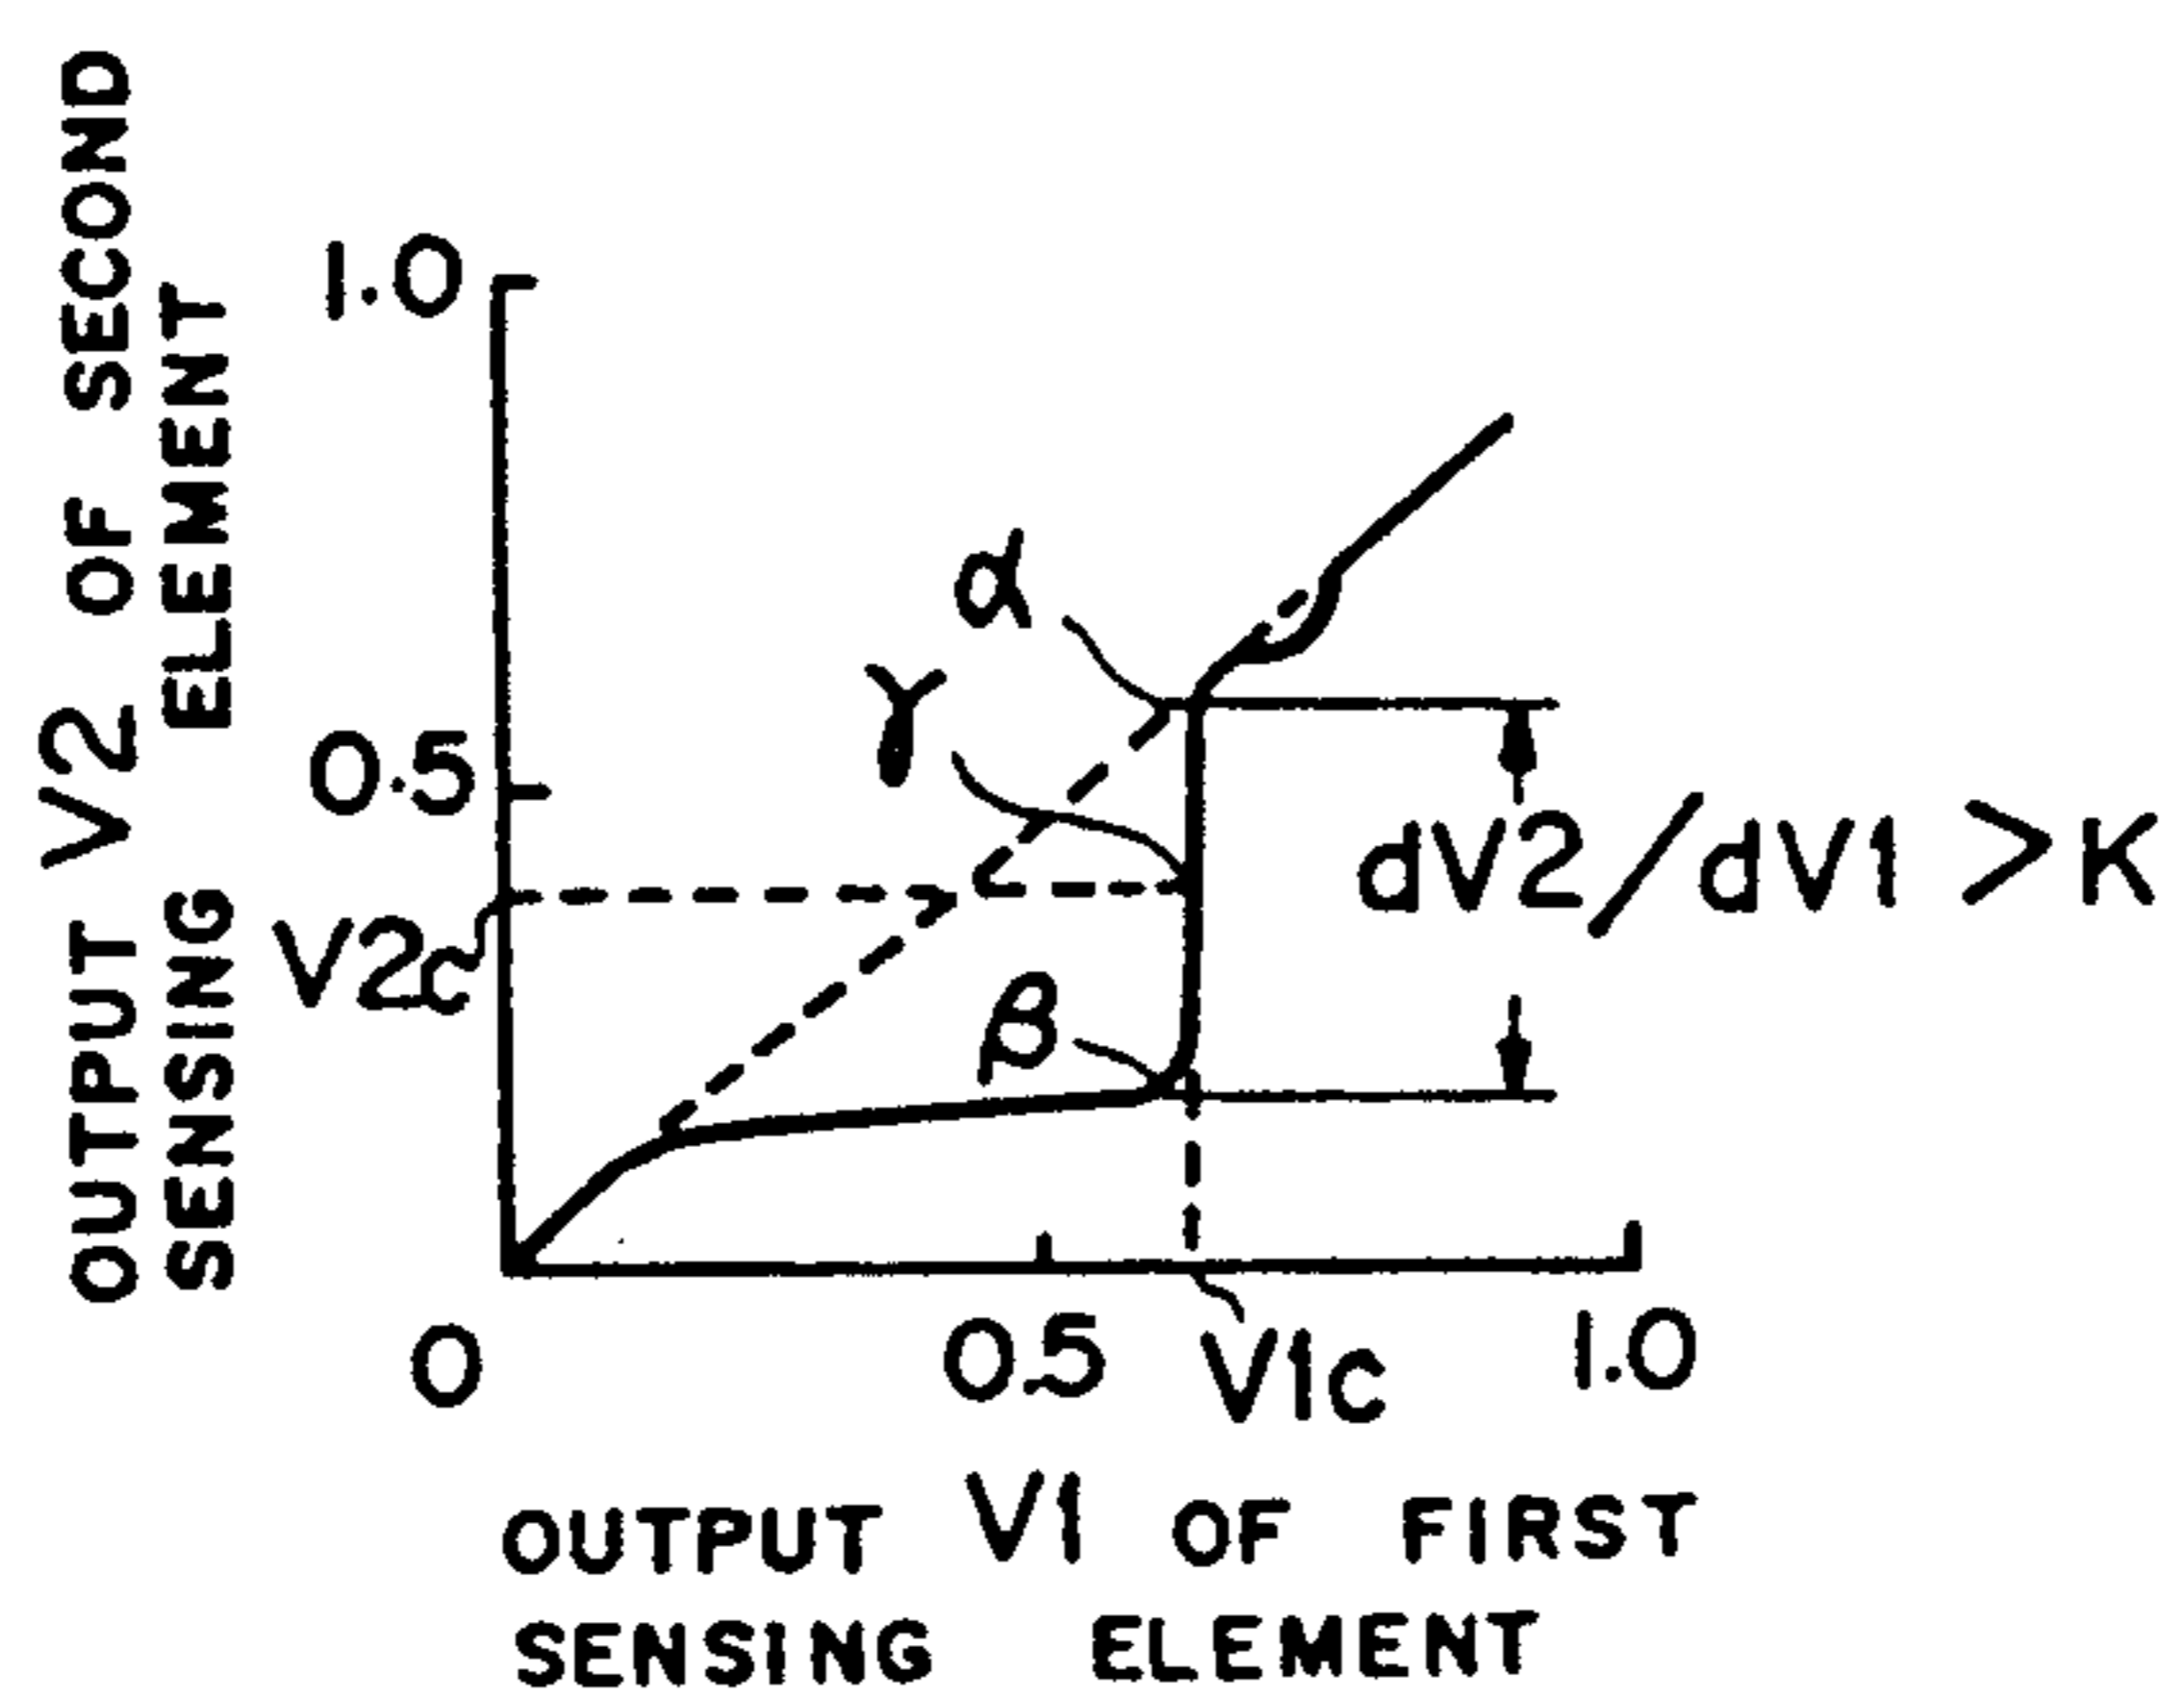 OUTPUT V2 OF SECOND
SENSING ELEMENT
1.0
0.5
V2c
α
γ
β
dV2/dV1 >K
0
0.5
V1c
1.0
OUTPUT V1 OF FIRST
SENSING ELEMENT